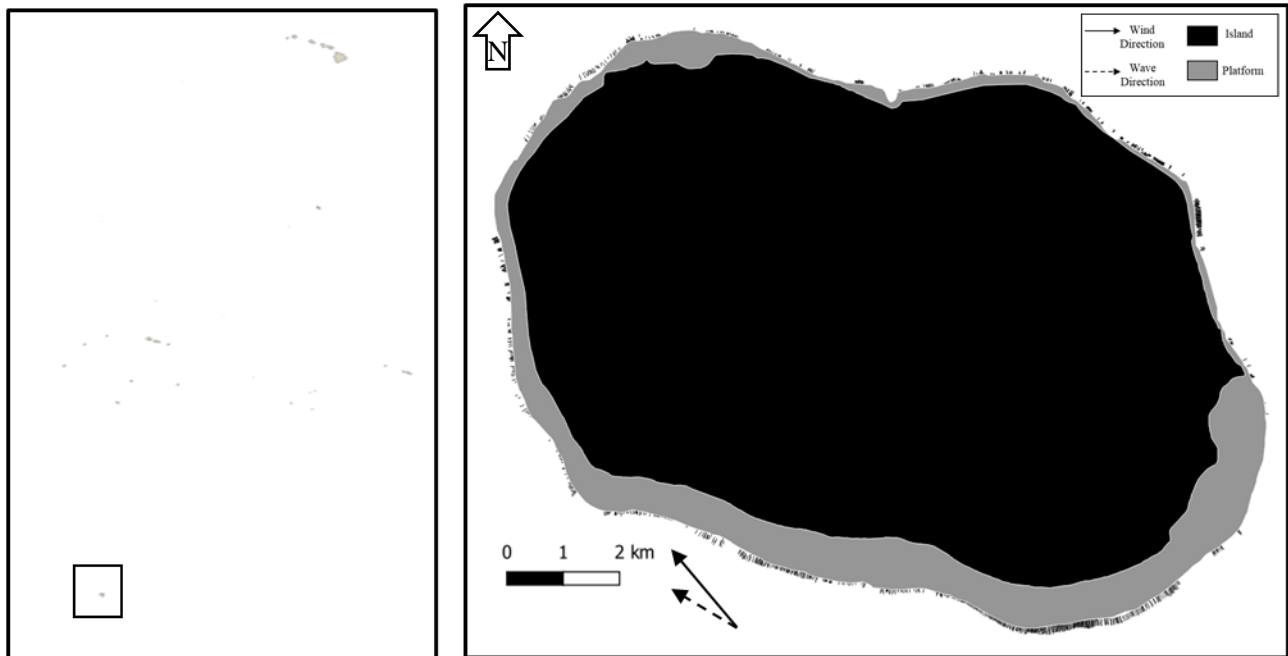 N
Wind
Direction
Island
Wave
Direction
Platform
0 1 2 km